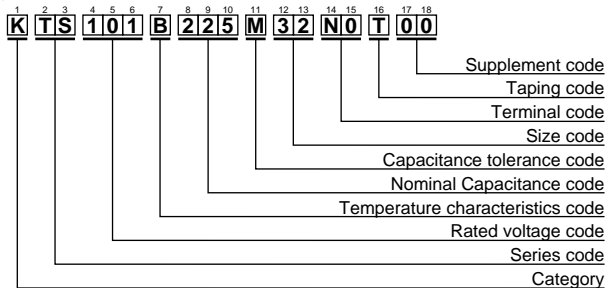 1 2 3 4 5 6 7 8 9 10 11 12 13 14 15 16 17 18
K T S 1 0 1 B 2 2 5 M 3 2 N 0 T 0 0
Supplement code
Taping code
Terminal code
Size code
Capacitance tolerance code
Nominal Capacitance code
Temperature characteristics code
Rated voltage code
Series code
Category